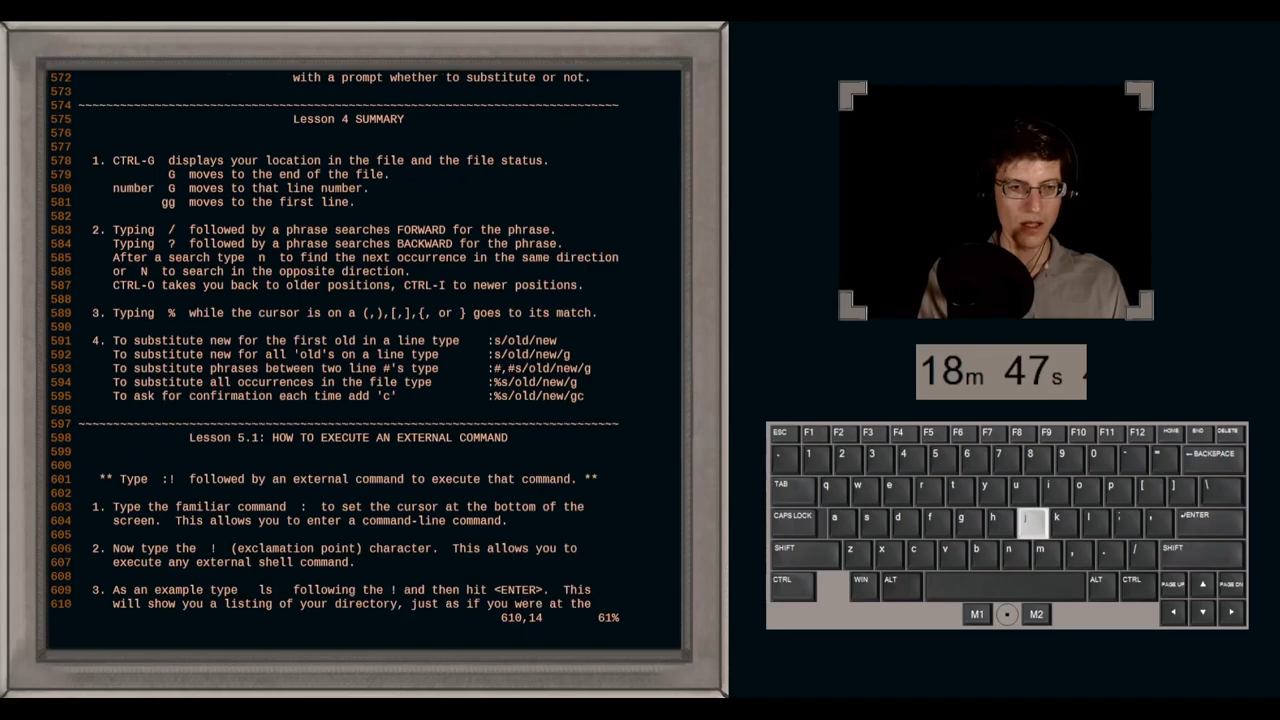 572 with a prompt whether to substitute or not.
573
574 ~~~~~~~~~~~~~~~~~~~~~~~~~~~~~~~~~~~~~~~~~~~~~~~~~~~~~~~~~~~~~~~~~~~~~~~~~~~~~~
575 Lesson 4 SUMMARY
576
577
578 1. CTRL-G displays your location in the file and the file status.
579 G moves to the end of the file.
580 number G moves to that line number.
581 gg moves to the first line.
582
583 2. Typing / followed by a phrase searches FORWARD for the phrase.
584 Typing ? followed by a phrase searches BACKWARD for the phrase.
585 After a search type n to find the next occurrence in the same direction
586 or N to search in the opposite direction.
587 CTRL-O takes you back to older positions, CTRL-I to newer positions.
588
589 3. Typing % while the cursor is on a (,),[,],{, or } goes to its match.
590
591 4. To substitute new for the first old in a line type :s/old/new
592 To substitute new for all 'old's on a line type :s/old/new/g
593 To substitute phrases between two line #'s type :#,#s/old/new/g
594 To substitute all occurrences in the file type :%s/old/new/g
595 To ask for confirmation each time add 'c' :%s/old/new/gc
596
597 ~~~~~~~~~~~~~~~~~~~~~~~~~~~~~~~~~~~~~~~~~~~~~~~~~~~~~~~~~~~~~~~~~~~~~~~~~~~~~~
598 Lesson 5.1: HOW TO EXECUTE AN EXTERNAL COMMAND
599
600
601 ** Type :! followed by an external command to execute that command. **
602
603 1. Type the familiar command : to set the cursor at the bottom of the
604 screen. This allows you to enter a command-line command.
605
606 2. Now type the ! (exclamation point) character. This allows you to
607 execute any external shell command.
608
609 3. As an example type ls following the ! and then hit <ENTER>. This
610 will show you a listing of your directory, just as if you were at the
610,14 61%
18m 47s
ESC F1 F2 F3 F4 F5 F6 F7 F8 F9 F10 F11 F12 HOME END DELETE
1 2 3 4 5 6 7 8 9 0 - = ←BACKSPACE
TAB q w e r t y u i o p [ ] \
CAPS LOCK a s d f g h j k l ; ↵ENTER
SHIFT z x c v b n m , . / SHIFT
CTRL WIN ALT ALT CTRL PAGE UP ▲ PAGE DN
M1 M2 ◄ ▼ ►